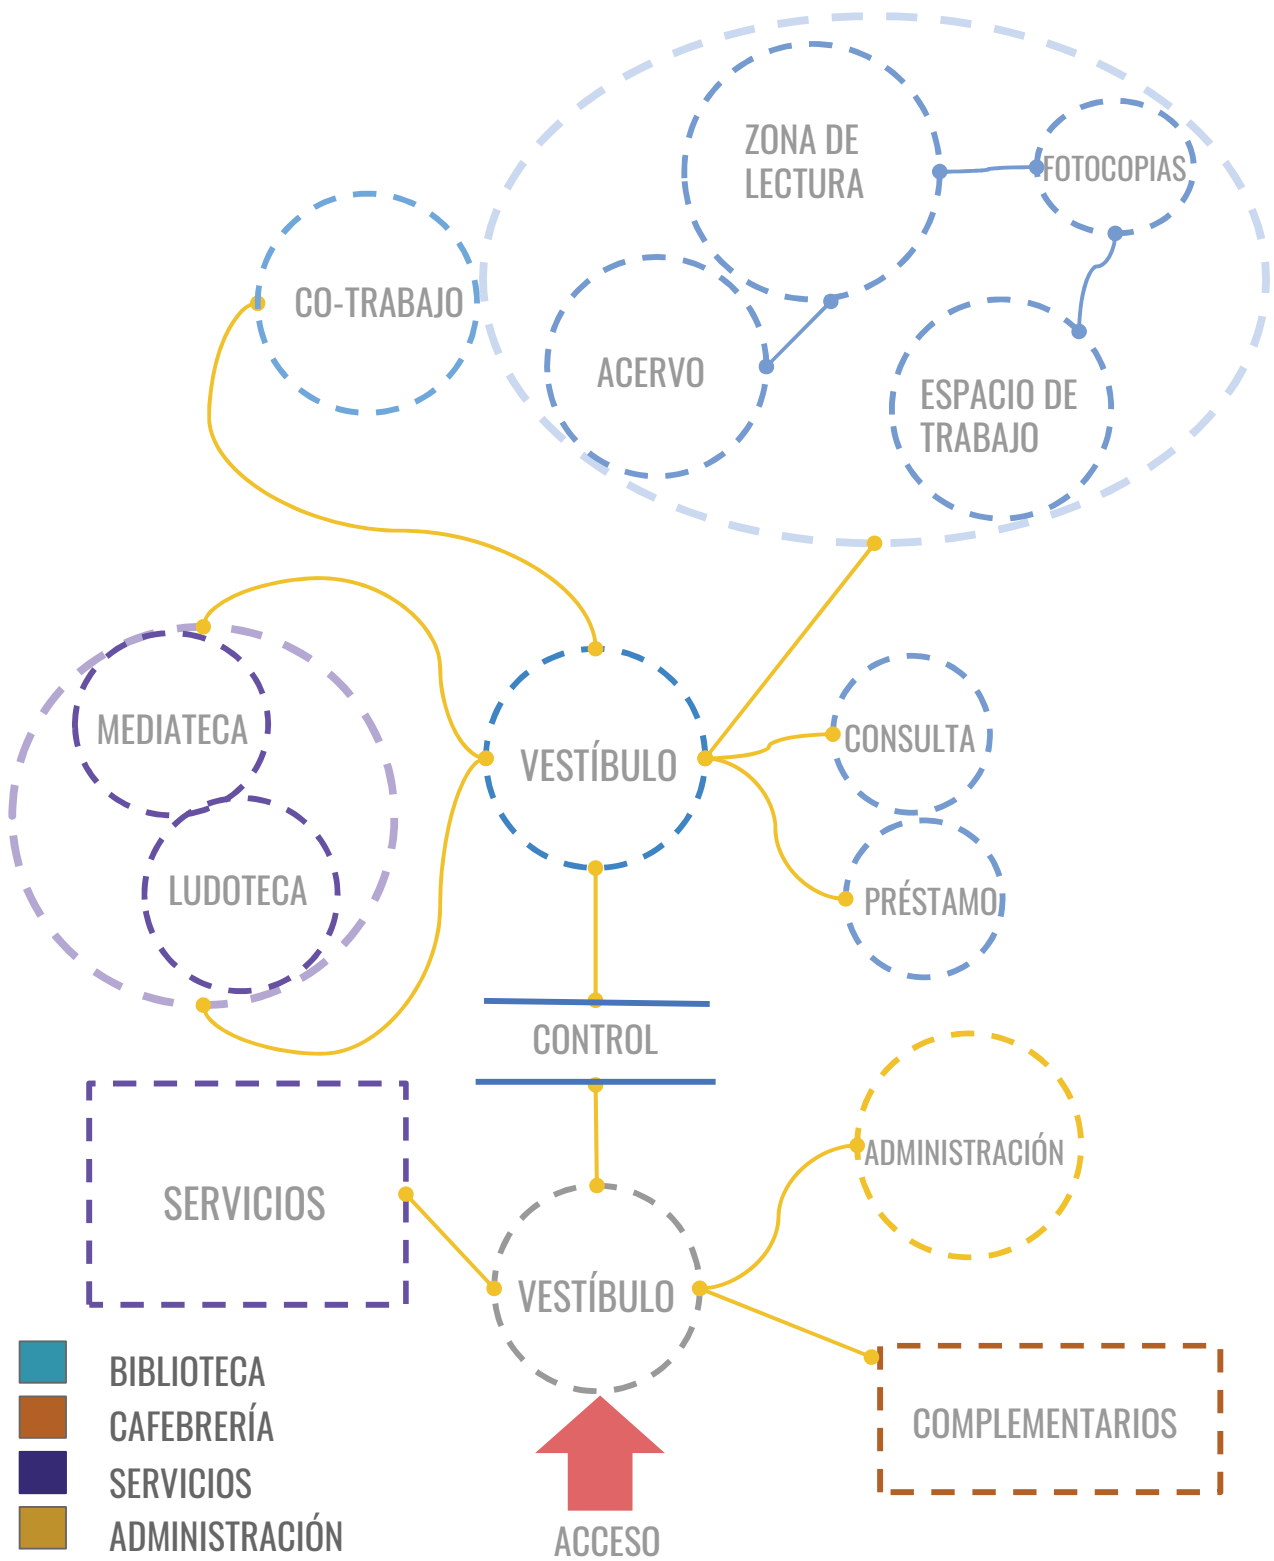 ZONA DE
LECTURA
FOTOCOPIAS
CO-TRABAJO
ACERVO
ESPACIO DE
TRABAJO
MEDIATECA
VESTÍBULO
CONSULTA
LUDOTECA
PRÉSTAMO
CONTROL
ADMINISTRACIÓN
SERVICIOS
VESTÍBULO
COMPLEMENTARIOS
BIBLIOTECA
CAFEBRERÍA
SERVICIOS
ADMINISTRACIÓN
ACCESO